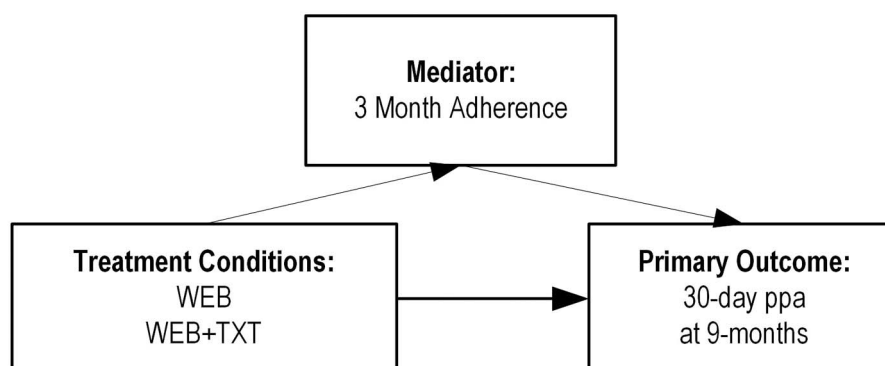 Mediator:
3 Month Adherence
Treatment Conditions:
WEB
WEB+TXT
Primary Outcome:
30-day ppa
at 9-months